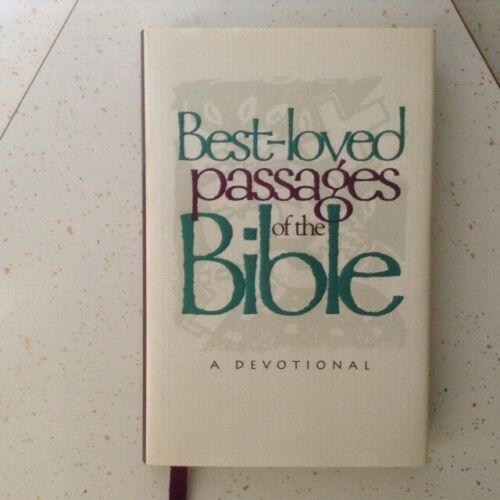 Best-loved
passages
of the
Bible
A DEVOTIONAL